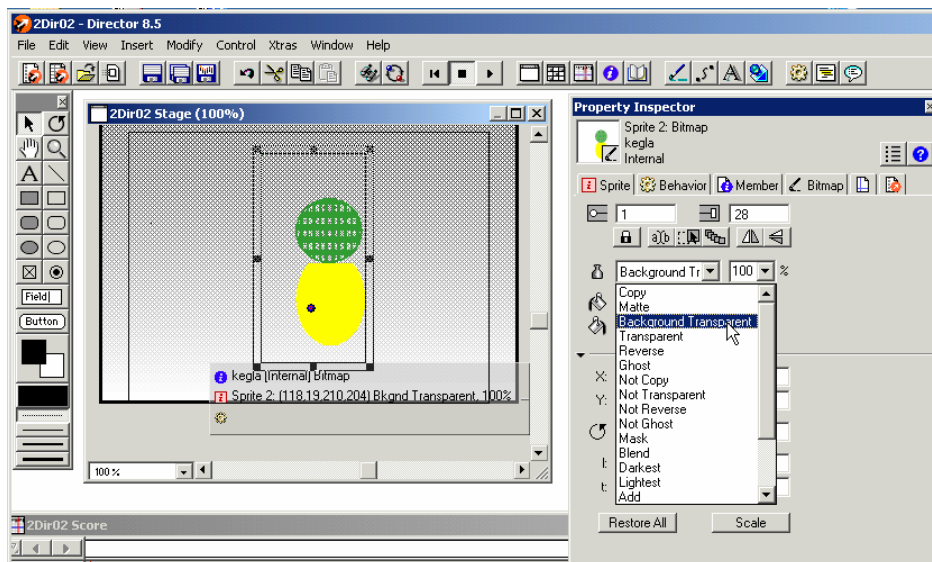 2Dir02 - Director 8.5
File Edit View Insert Modify Control Xtras Window Help
2Dir02 Stage (100%)
Property Inspector
Sprite 2: Bitmap
kegla
Internal
Sprite Behavior Member Bitmap
1 28
Background Tr 100 %
Copy
Matte
Background Transparent
Transparent
Reverse
Ghost
Not Copy
Not Transparent
Not Reverse
Not Ghost
Mask
Blend
Darkest
Lightest
Add
X:
Y:
l:
t:
Restore All Scale
Field
Button
kegla [Internal] Bitmap
Sprite 2: (118,19,210,204) Bkgnd Transparent, 100%
100 %
2Dir02 Score